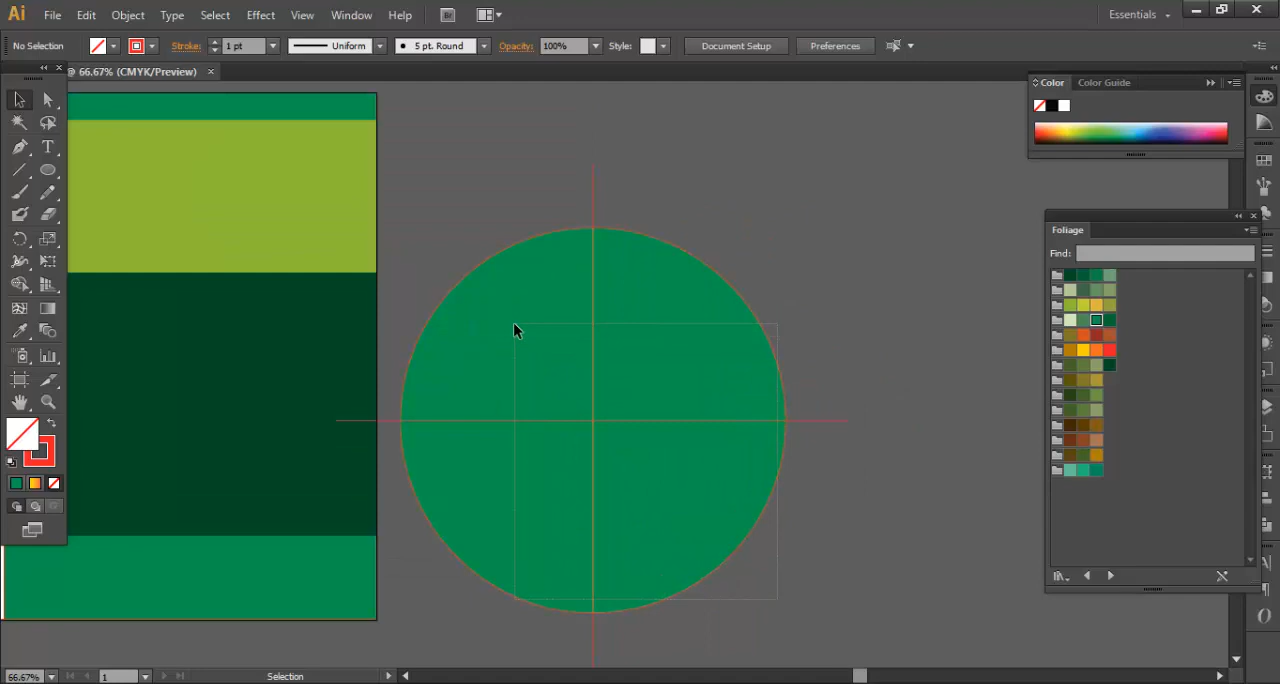 Ai File Edit Object Type Select Effect View Window Help Br Essentials
No Selection Stroke: 1 pt Uniform 5 pt. Round Opacity: 100% Style: Document Setup Preferences
@ 66.67% (CMYK/Preview) ×
Color Color Guide
Foliage
Find:
66.67% 1 Selection